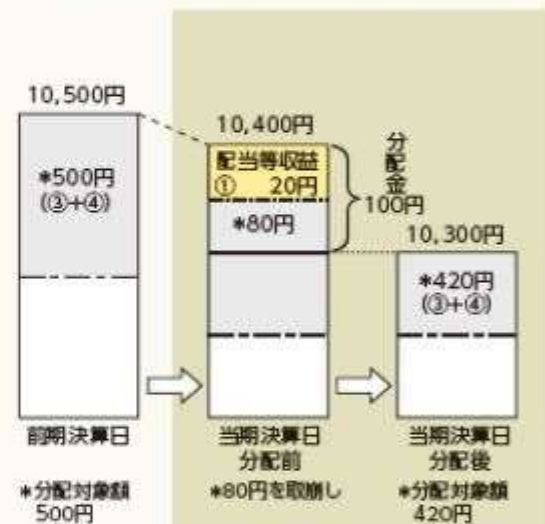 10,500円
*500円
(③+④)
前期決算日
*分配対象額
500円
10,400円
配当等収益
① 20円
*80円
分配金
100円
当期決算日
分配前
*80円を取崩し
10,300円
*420円
(③+④)
当期決算日
分配後
*分配対象額
420円